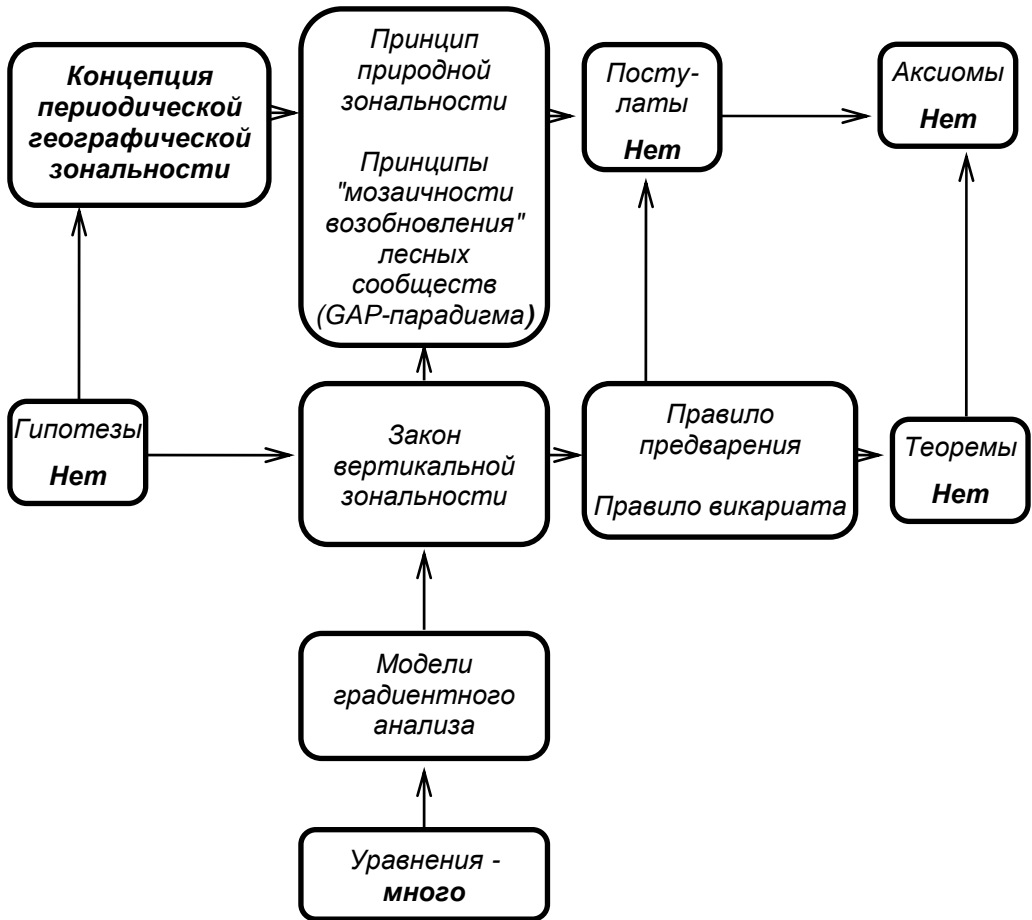 Концепция
периодической
географической
зональности
Принцип
природной
зональности
Принципы
"мозаичности
возобновления"
лесных
сообществ
(GAP-парадигма)
Посту-
латы
Нет
Аксиомы
Нет
Гипотезы
Нет
Закон
вертикальной
зональности
Правило
предварения
Правило викариата
Теоремы
Нет
Модели
градиентного
анализа
Уравнения -
много